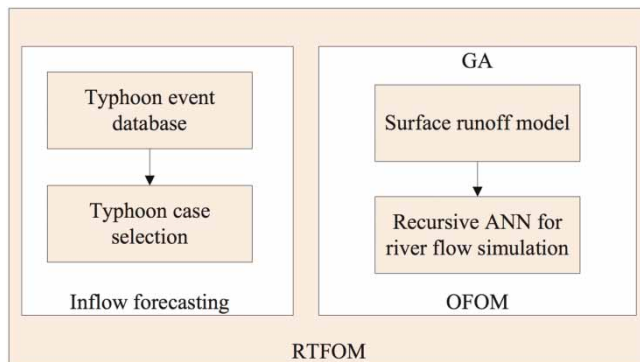 Typhoon event
database
Typhoon case
selection
Inflow forecasting
GA
Surface runoff model
Recursive ANN for
river flow simulation
OFOM
RTFOM